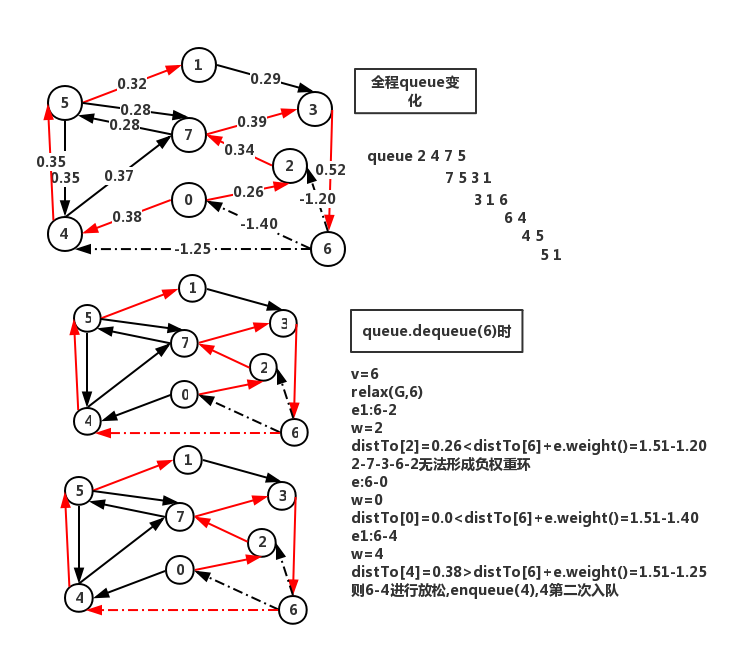 1
0.32
0.29
5
3
0.28
0.28
7
0.39
0.34
2
0.35
0.35
0.37
0.52
0.26
-1.20
0
0.38
-1.40
4
-1.25
6
全程queue变
化
queue 2 4 7 5
7 5 3 1
3 1 6
6 4
4 5
5 1
1
5
3
7
2
0
4
6
queue.dequeue(6)时
v=6
relax(G,6)
e1:6-2
w=2
distTo[2]=0.26<distTo[6]+e.weight()=1.51-1.20
2-7-3-6-2无法形成负权重环
e:6-0
w=0
distTo[0]=0.0<distTo[6]+e.weight()=1.51-1.40
e1:6-4
w=4
distTo[4]=0.38>distTo[6]+e.weight()=1.51-1.25
则6-4进行放松,enqueue(4),4第二次入队
1
5
3
7
2
0
4
6